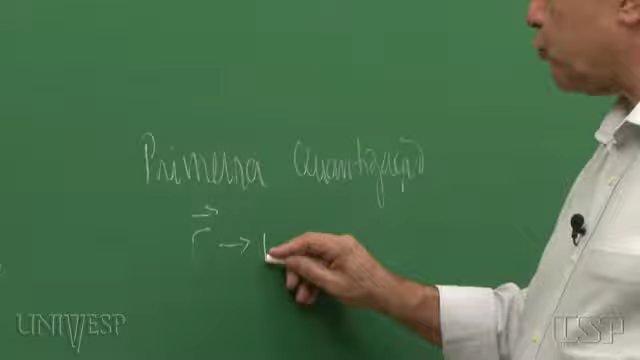 Primeira Quantização
r⃗ →
UNIVESP
USP